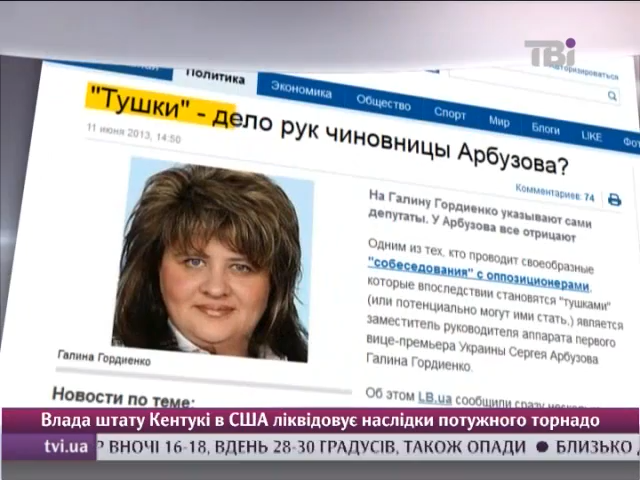 ТВі
Авторизироваться
Политика
Экономика
Общество
Спорт
Мир
Блоги
LIKE
"Тушки" - дело рук чиновницы Арбузова?
11 июня 2013, 14:50
Комментариев: 74
На Галину Гордиенко указывают сами
депутаты. У Арбузова все отрицают
Одним из тех, кто проводит своеобразные
"собеседования" с оппозиционерами,
которые впоследствии становятся "тушками"
(или потенциально могут ими стать,) является
заместитель руководителя аппарата первого
вице-премьера Украины Сергея Арбузова
Галина Гордиенко.
Галина Гордиенко
Об этом LB.ua сообщили сразу несколько
Новости по теме:
Влада штату Кентукі в США ліквідовує наслідки потужного торнадо
tvi.ua Р ВНОЧІ 16-18, ВДЕНЬ 28-30 ГРАДУСІВ, ТАКОЖ ОПАДИ ● БЛИЗЬКО